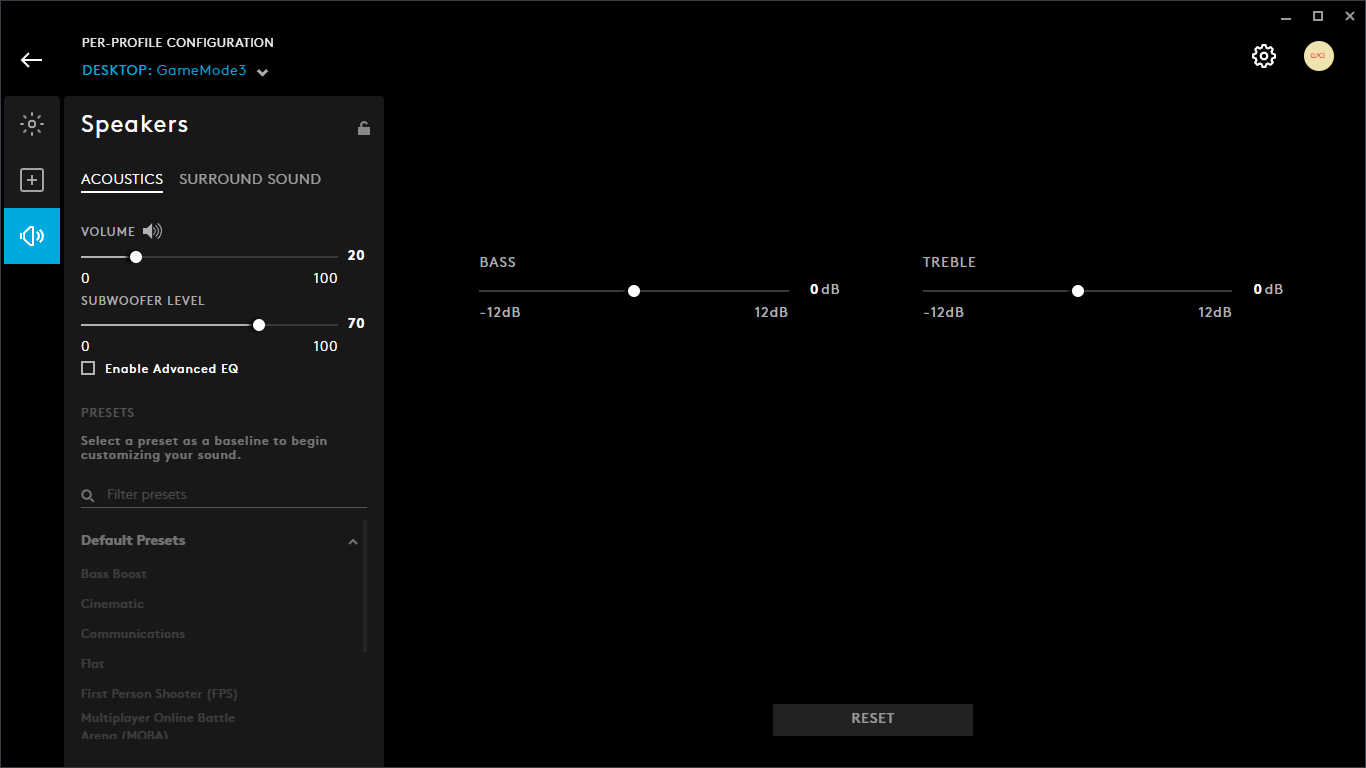 PER-PROFILE CONFIGURATION
DESKTOP: GameMode3
Speakers
ACOUSTICS SURROUND SOUND
VOLUME
20
0 100
SUBWOOFER LEVEL
70
0 100
Enable Advanced EQ
PRESETS
Select a preset as a baseline to begin
customizing your sound.
Filter presets
Default Presets
Bass Boost
Cinematic
Communications
Flat
First Person Shooter (FPS)
Multiplayer Online Battle
Arena (MOBA)
BASS
0 dB
-12dB 12dB
TREBLE
0 dB
-12dB 12dB
RESET